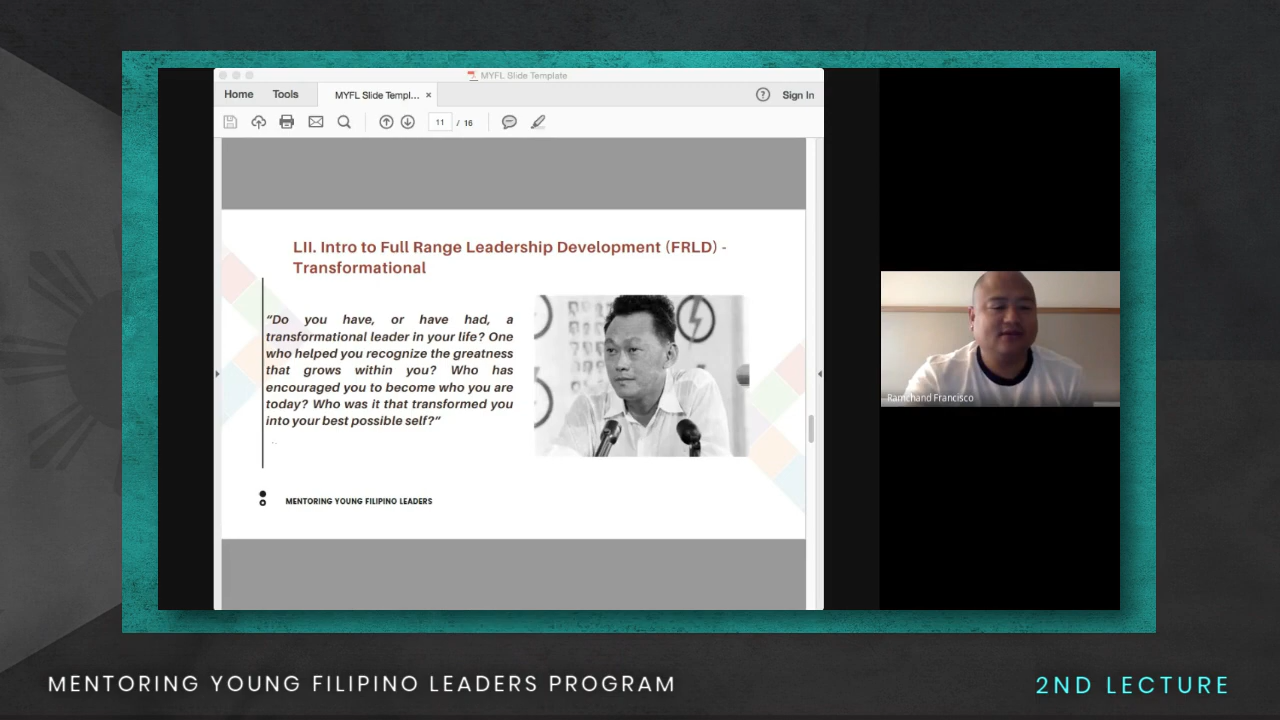 MYFL Slide Template
Home Tools MYFL Slide Templ... × ? Sign In
11 / 16
LII. Intro to Full Range Leadership Development (FRLD) -
Transformational
“Do you have, or have had, a
transformational leader in your life? One
who helped you recognize the greatness
that grows within you? Who has
encouraged you to become who you are
today? Who was it that transformed you
into your best possible self?”
MENTORING YOUNG FILIPINO LEADERS
Ramchand Francisco
MENTORING YOUNG FILIPINO LEADERS PROGRAM
2ND LECTURE